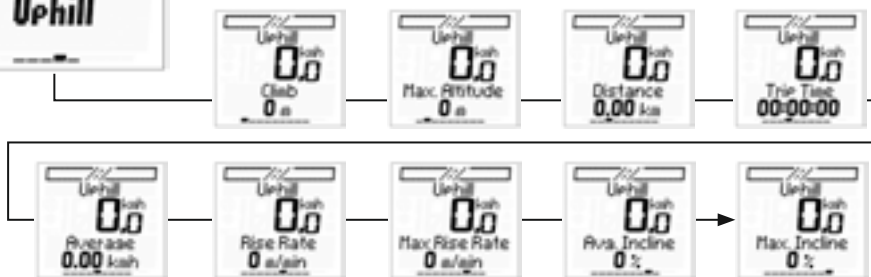 Uphill
Uphill
0.0 kmh
Climb
0 m
Uphill
0.0 kmh
Max. Altitude
0 m
Uphill
0.0 kmh
Distance
0.00 km
Uphill
0.0 kmh
Trip Time
00:00:00
Uphill
0.0 kmh
Average
0.00 kmh
Uphill
0.0 kmh
Rise Rate
0 m/min
Uphill
0.0 kmh
Max Rise Rate
0 m/min
Uphill
0.0 kmh
Ava. Incline
0 %
Uphill
0.0 kmh
Max. Incline
0 %